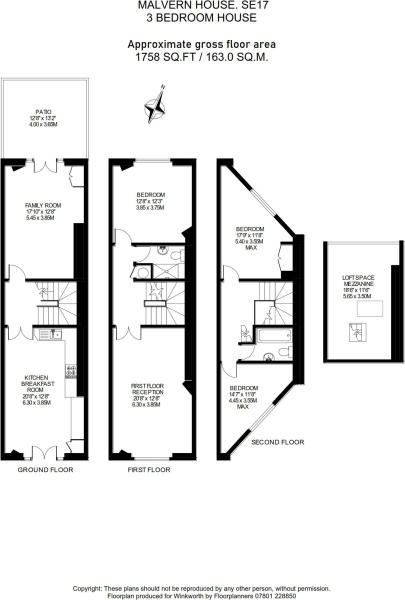 MALVERN HOUSE. SE17
3 BEDROOM HOUSE
Approximate gross floor area
1758 SQ.FT / 163.0 SQ.M.
N
PATIO
12'8" x 13'2"
4.00 x 3.85M
FAMILY ROOM
17'10" x 12'8"
5.45 x 3.85M
KITCHEN
BREAKFAST
ROOM
20'8" x 12'8"
6.30 x 3.85M
GROUND FLOOR
BEDROOM
12'8" x 12'3"
3.85 x 3.75M
FIRST FLOOR
RECEPTION
20'8" x 12'8"
6.30 x 3.85M
FIRST FLOOR
BEDROOM
17'9" x 11'8"
5.40 x 3.55M
MAX
BEDROOM
14'7" x 11'8"
4.45 x 3.55M
MAX
SECOND FLOOR
LOFTSPACE
MEZZANINE
18'6" x 11'6"
5.65 x 3.50M
Copyright: These plans should not be reproduced by any other person, without permission.
Floorplan produced for Winkworth by Floorplanners 07801 228850